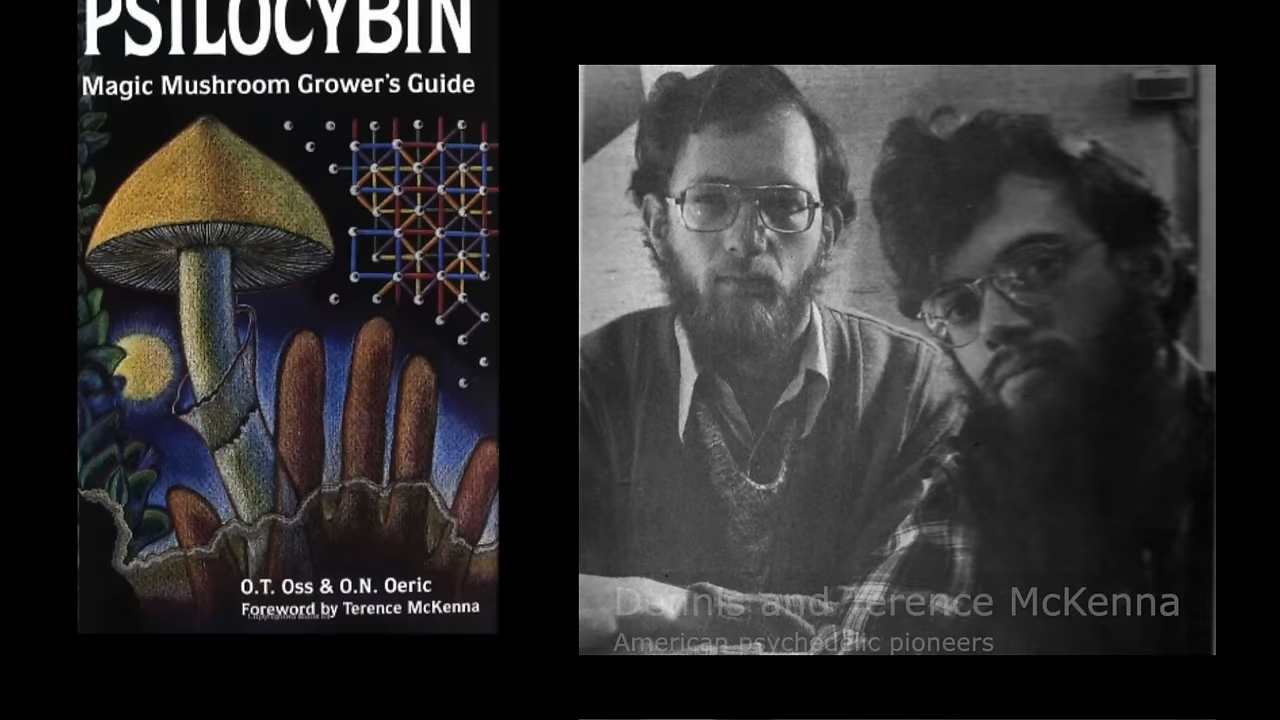 PSILOCYBIN
Magic Mushroom Grower's Guide
O.T. Oss & O.N. Oeric
Foreword by Terence McKenna
Dennis and Terence McKenna
American psychedelic pioneers